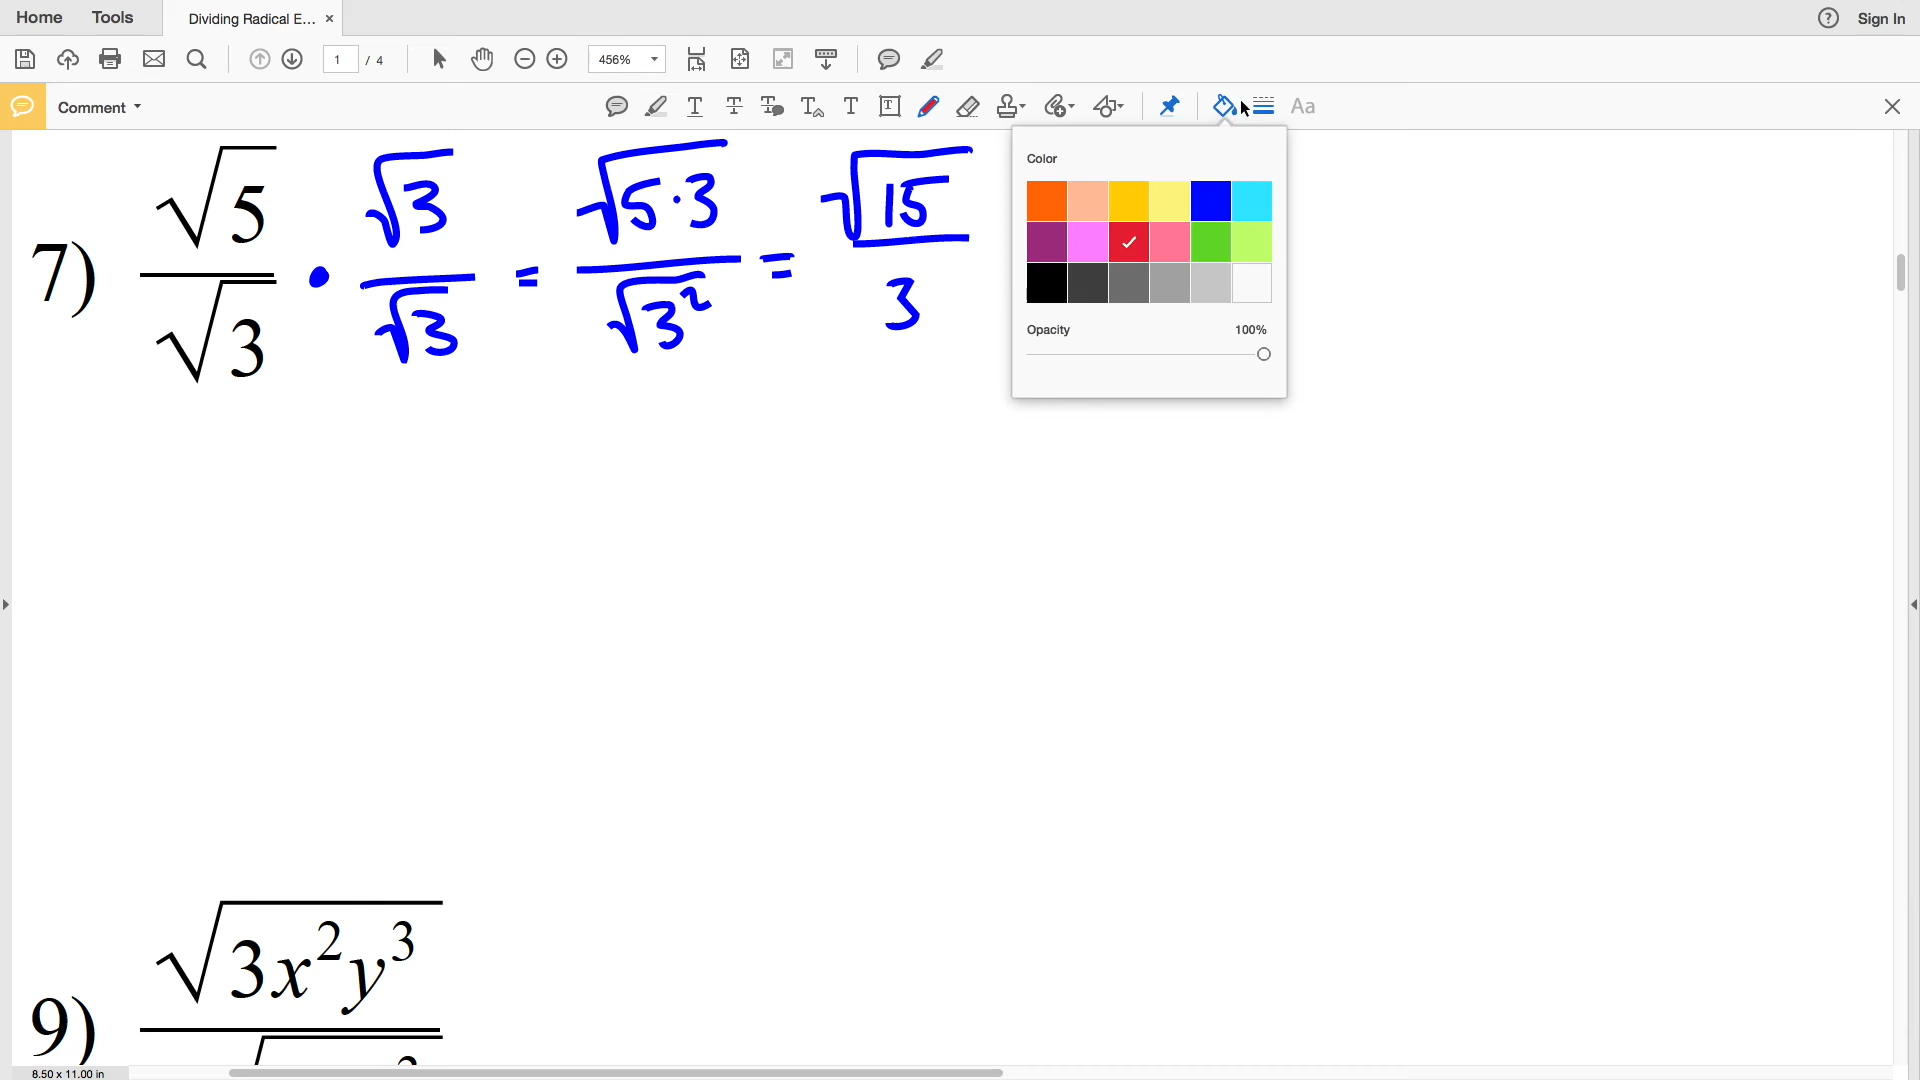 Home Tools Dividing Radical E... × Sign In
1 / 4 456%
Comment Aa
Color
Opacity 100%
7) √5/√3 • √3/√3 = √5·3/√3² = √15/3
9) √3x²y³
8.50 x 11.00 in